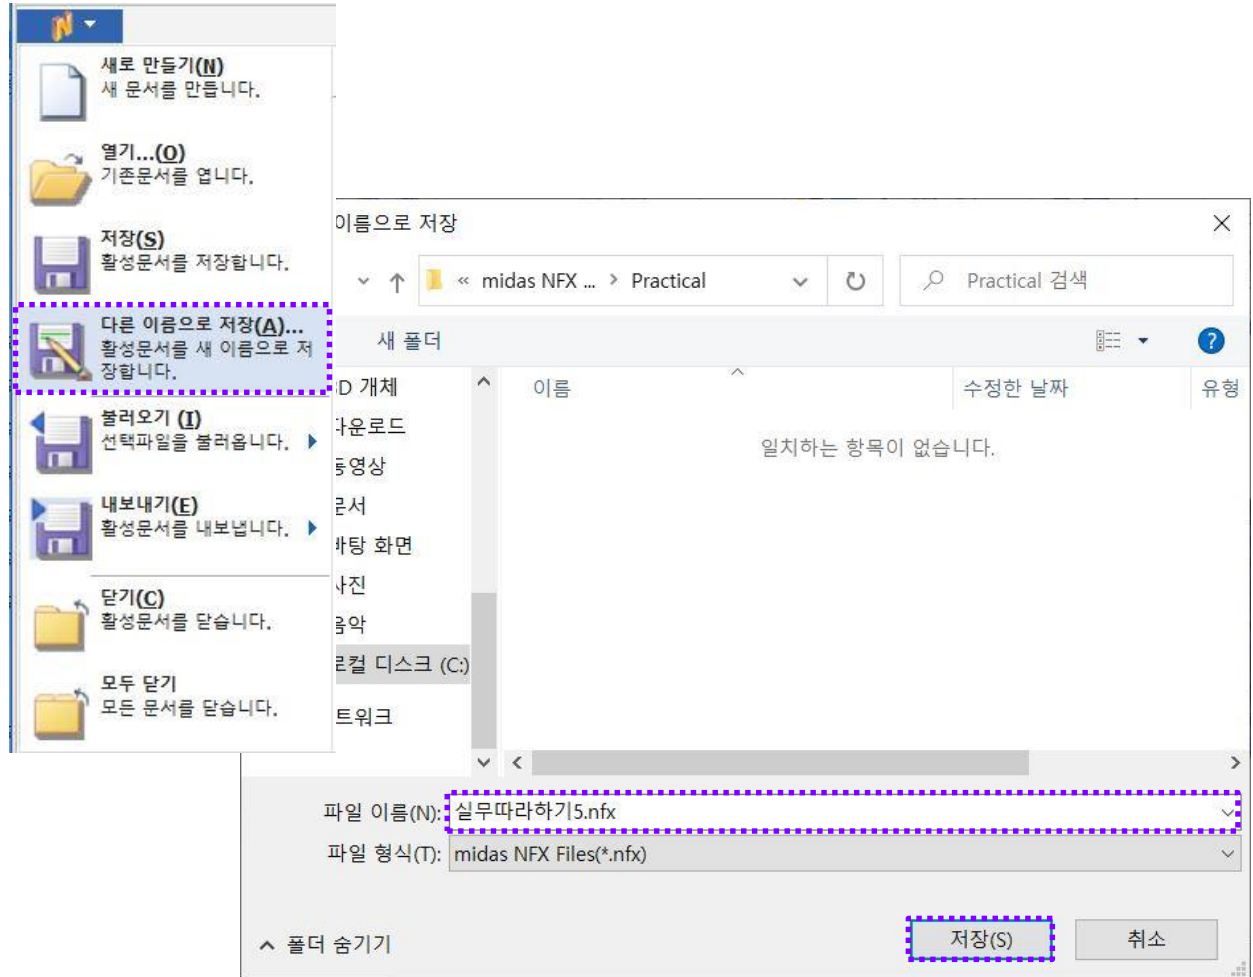 새로 만들기(N)
새 문서를 만듭니다.
열기...(O)
기존문서를 엽니다.
저장(S)
활성문서를 저장합니다.
다른 이름으로 저장(A)...
활성문서를 새 이름으로 저
장합니다.
불러오기 (I)
선택파일을 불러옵니다.
내보내기(E)
활성문서를 내보냅니다.
닫기(C)
활성문서를 닫습니다.
모두 닫기
모든 문서를 닫습니다.
이름으로 저장
« midas NFX ... > Practical
Practical 검색
새 폴더
이름 수정한 날짜 유형
일치하는 항목이 없습니다.
3D 개체
다운로드
동영상
문서
바탕 화면
사진
음악
로컬 디스크 (C:)
트워크
파일 이름(N): 실무따라하기5.nfx
파일 형식(T): midas NFX Files(*.nfx)
폴더 숨기기
저장(S) 취소